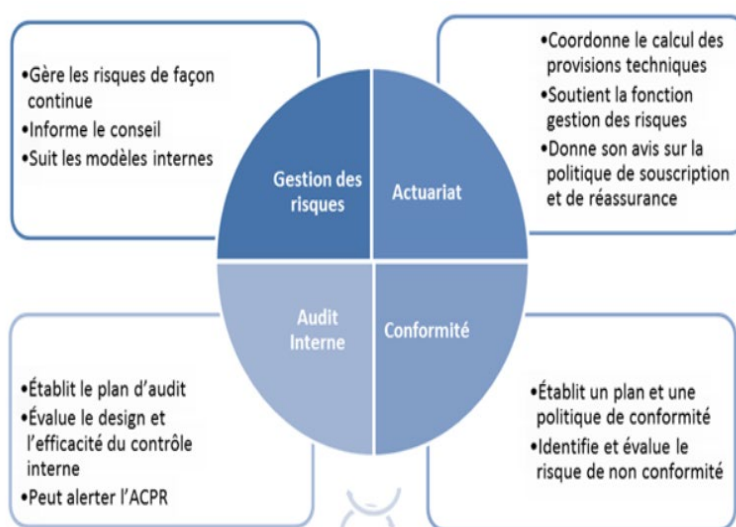 •Gère les risques de façon
continue
•Informe le conseil
•Suit les modèles internes
•Coordonne le calcul des
provisions techniques
•Soutient la fonction
gestion des risques
•Donne son avis sur la
politique de souscription
et de réassurance
Gestion des
risques
Actuariat
Audit
Interne
Conformité
•Établit le plan d’audit
•Évalue le design et
l’efficacité du contrôle
interne
•Peut alerter l’ACPR
•Établit un plan et une
politique de conformité
•Identifie et évalue le
risque de non conformité